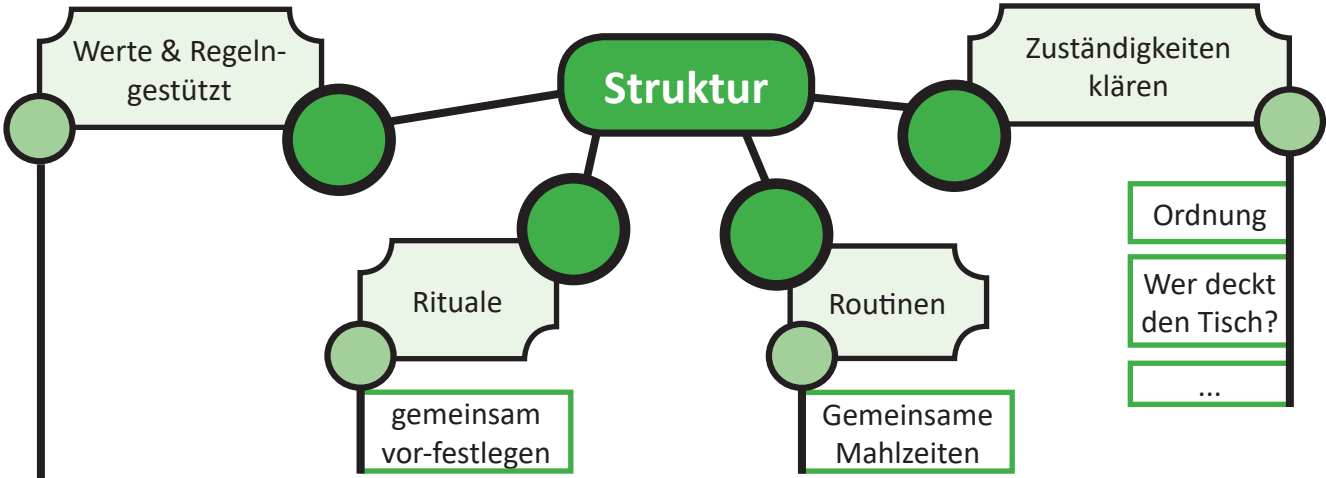 Struktur
Werte & Regeln-
gestützt
Rituale
gemeinsam
vor-festlegen
Routinen
Gemeinsame
Mahlzeiten
Zuständigkeiten
klären
Ordnung
Wer deckt
den Tisch?
...